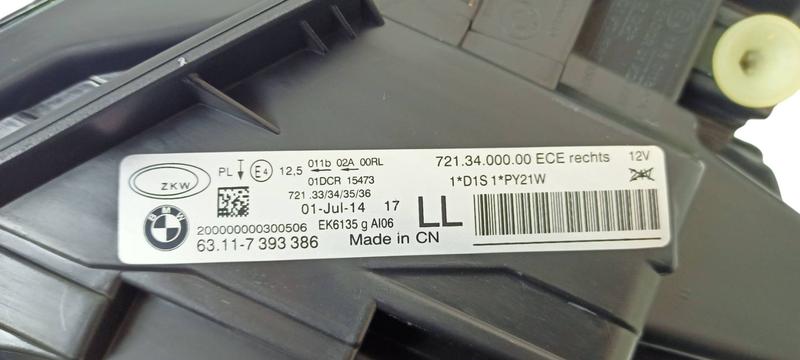 ZKW
PL E4 12,5 011b 02A 00RL
01DCR 15473
721 .33/34/35/36
01-Jul-14 17
200000000300506 EK6135 g AI06
BMW
63.11-7 393 386 Made in CN
LL
721.34.000.00 ECE rechts 12V
1*D1S 1*PY21W